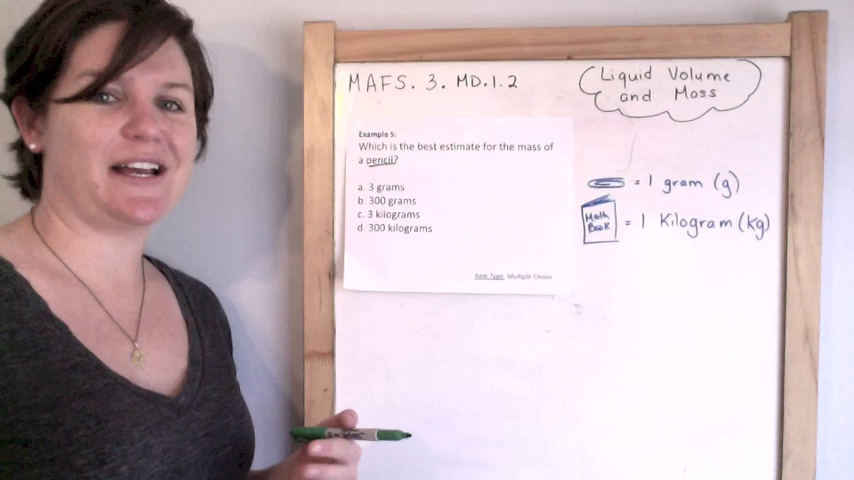 MAFS. 3. MD.1.2
Liquid Volume
and Mass
Example 5:
Which is the best estimate for the mass of
a pencil?
a. 3 grams
b. 300 grams
c. 3 kilograms
d. 300 kilograms
Item Type: Multiple Choice
= 1 gram (g)
Math
Book
= 1 Kilogram (kg)